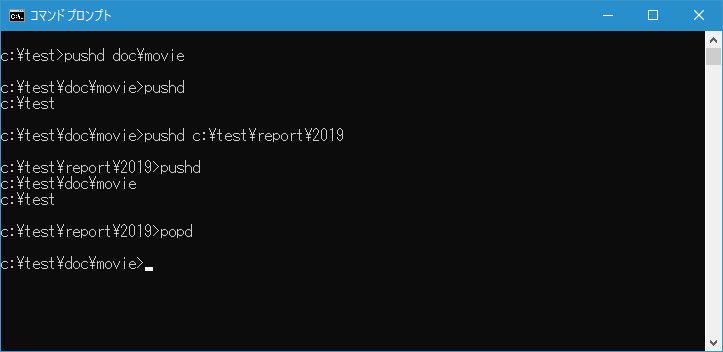 コマンドプロンプト
c:¥test>pushd doc¥movie
c:¥test¥doc¥movie>pushd
c:¥test
c:¥test¥doc¥movie>pushd c:¥test¥report¥2019
c:¥test¥report¥2019>pushd
c:¥test¥doc¥movie
c:¥test
c:¥test¥report¥2019>popd
c:¥test¥doc¥movie>